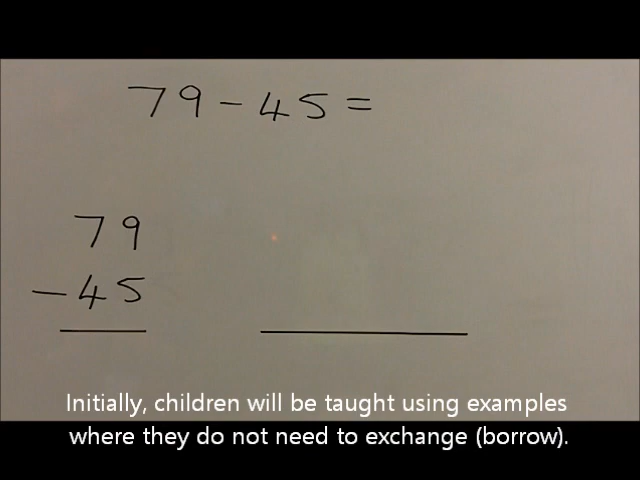 79-45=
79
-45
Initially, children will be taught using examples
where they do not need to exchange (borrow).